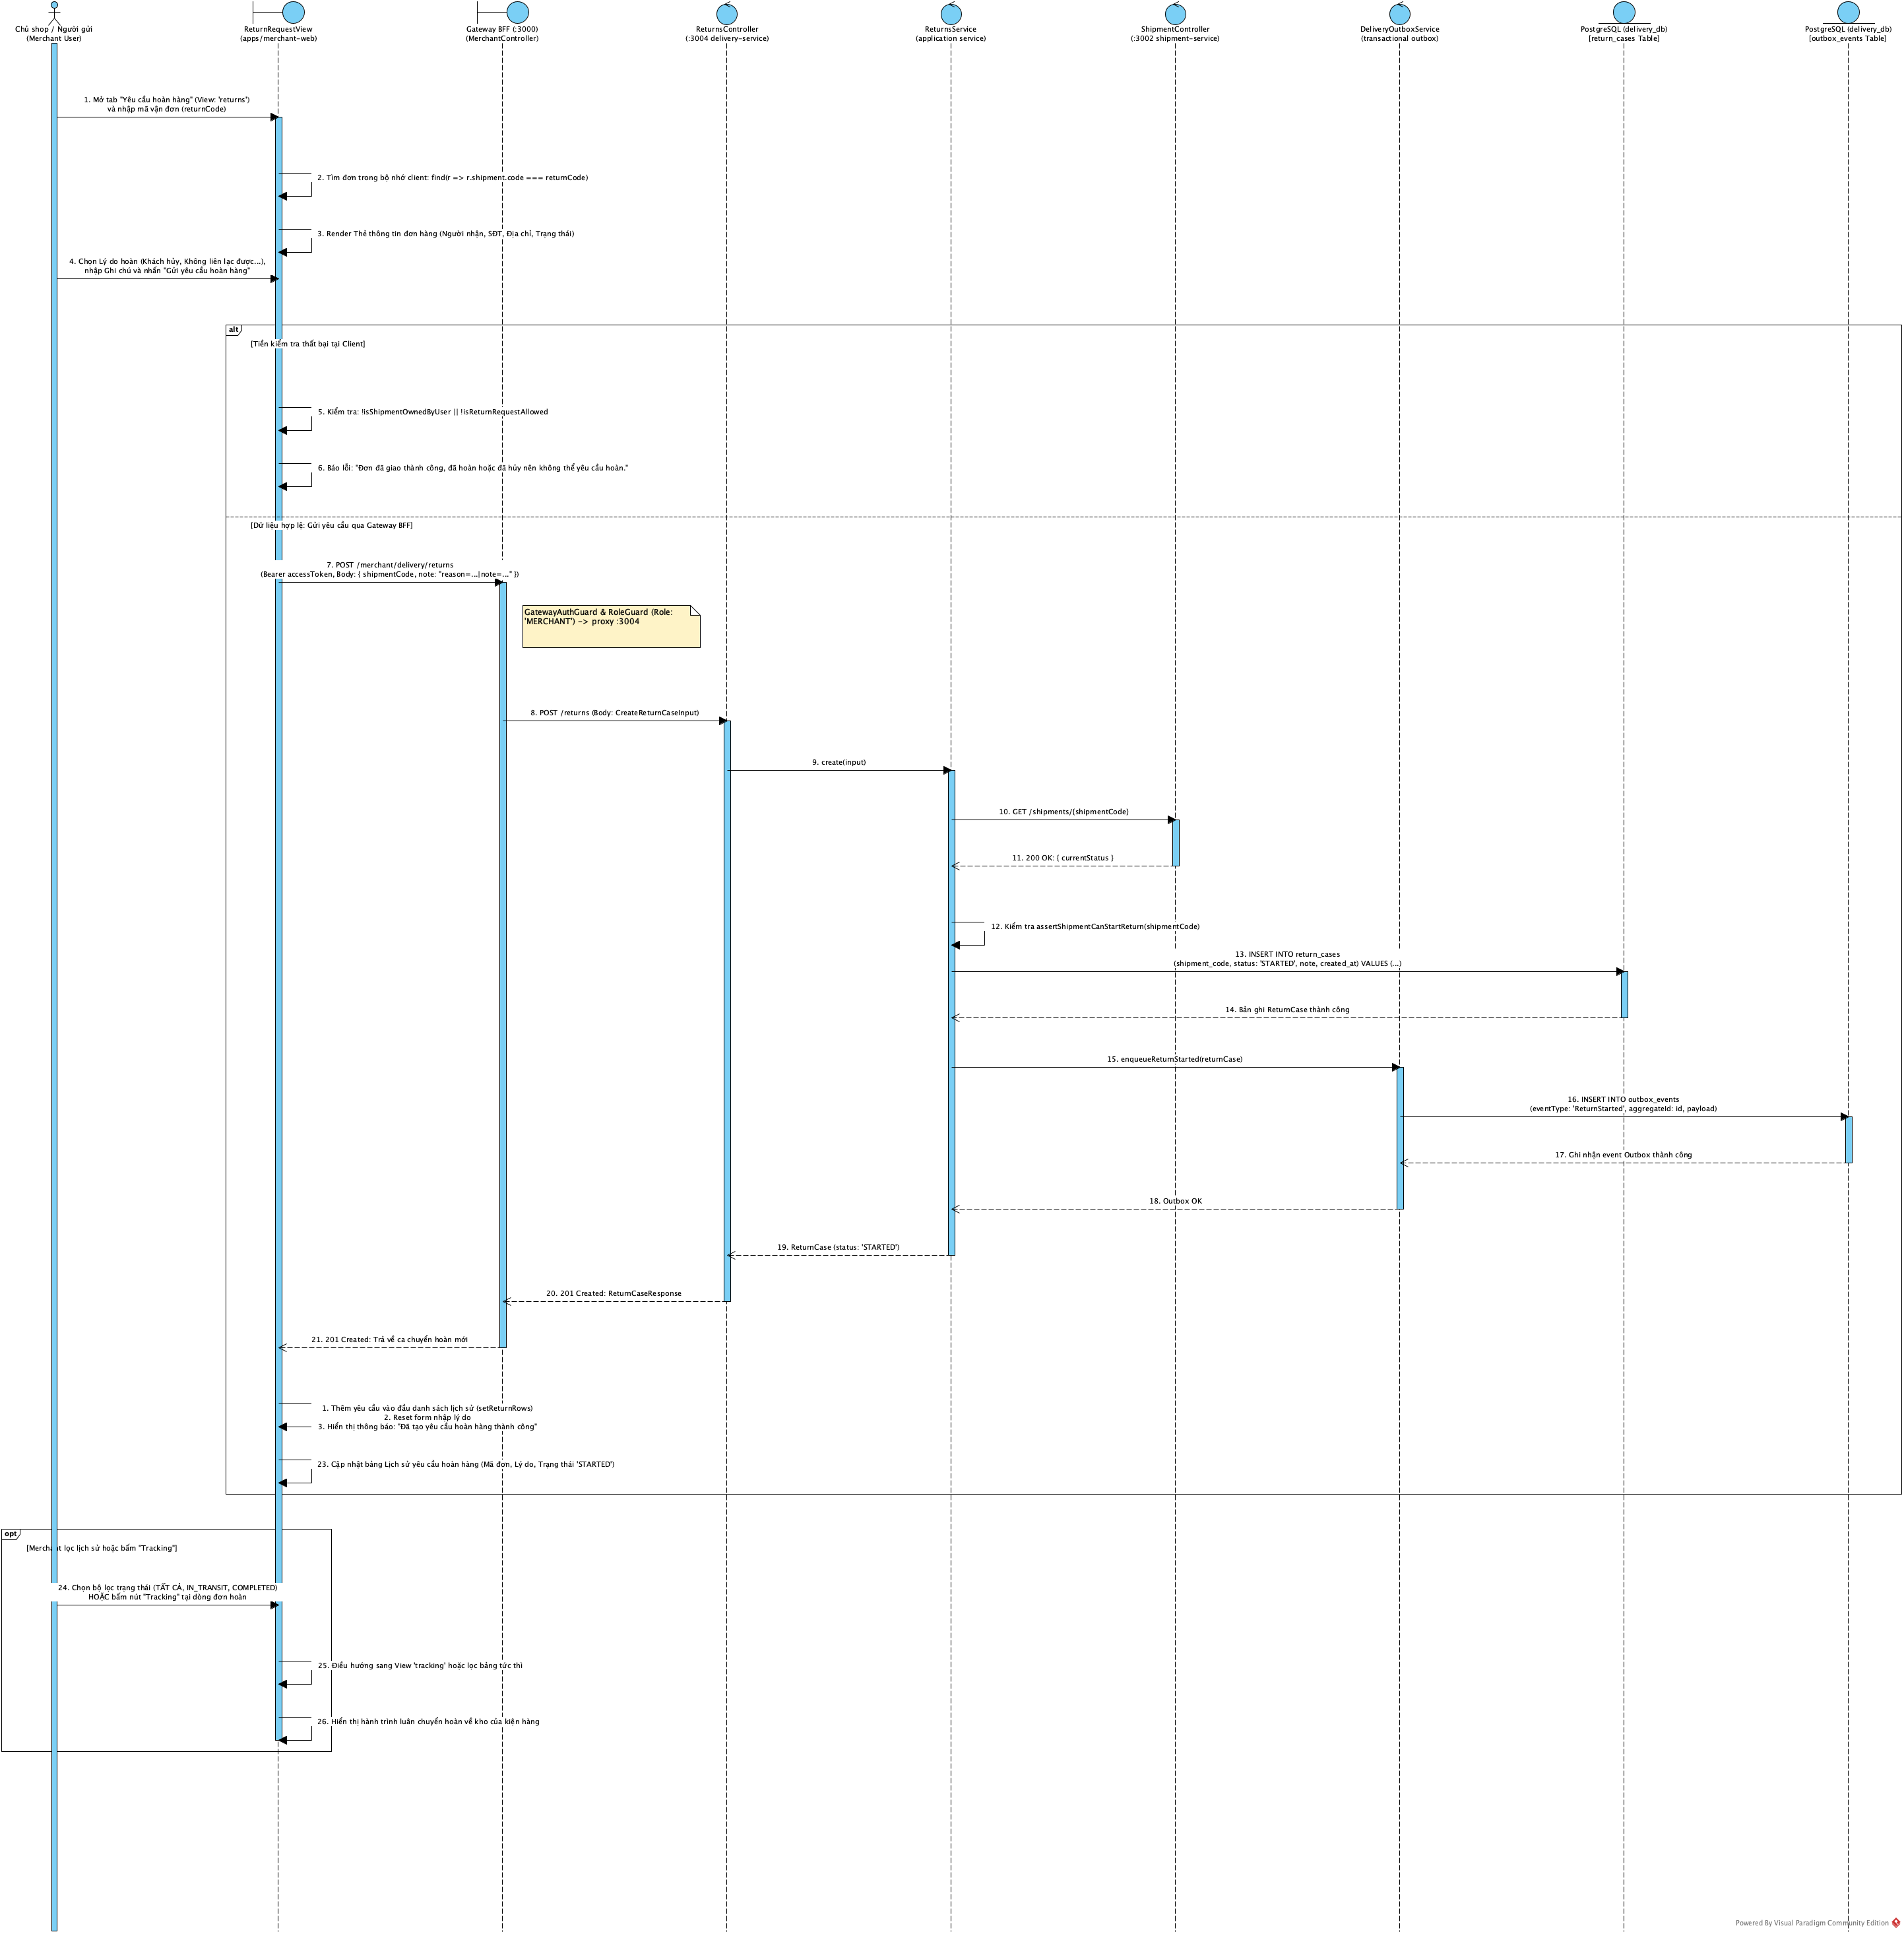 Chủ shop / Người gửi
(Merchant User)
ReturnRequestView
(apps/merchant-web)
Gateway BFF (:3000)
(MerchantController)
ReturnsController
(:3004 delivery-service)
ReturnsService
(application service)
ShipmentController
(:3002 shipment-service)
DeliveryOutboxService
(transactional outbox)
PostgreSQL (delivery_db)
[return_cases Table]
PostgreSQL (delivery_db)
[outbox_events Table]
1. Mở tab "Yêu cầu hoàn hàng" (View: 'returns')
và nhập mã vận đơn (returnCode)
2. Tìm đơn trong bộ nhớ client: find(r => r.shipment.code === returnCode)
3. Render Thẻ thông tin đơn hàng (Người nhận, SĐT, Địa chỉ, Trạng thái)
4. Chọn Lý do hoàn (Khách hủy, Không liên lạc được...),
nhập Ghi chú và nhấn "Gửi yêu cầu hoàn hàng"
alt
[Tiền kiểm tra thất bại tại Client]
5. Kiểm tra: !isShipmentOwnedByUser || !isReturnRequestAllowed
6. Báo lỗi: "Đơn đã giao thành công, đã hoàn hoặc đã hủy nên không thể yêu cầu hoàn."
[Dữ liệu hợp lệ: Gửi yêu cầu qua Gateway BFF]
7. POST /merchant/delivery/returns
(Bearer accessToken, Body: { shipmentCode, note: "reason=...|note=..." })
GatewayAuthGuard & RoleGuard (Role:
'MERCHANT') -> proxy :3004
8. POST /returns (Body: CreateReturnCaseInput)
9. create(input)
10. GET /shipments/{shipmentCode}
11. 200 OK: { currentStatus }
12. Kiểm tra assertShipmentCanStartReturn(shipmentCode)
13. INSERT INTO return_cases
(shipment_code, status: 'STARTED', note, created_at) VALUES (...)
14. Bản ghi ReturnCase thành công
15. enqueueReturnStarted(returnCase)
16. INSERT INTO outbox_events
(eventType: 'ReturnStarted', aggregateId: id, payload)
17. Ghi nhận event Outbox thành công
18. Outbox OK
19. ReturnCase (status: 'STARTED')
20. 201 Created: ReturnCaseResponse
21. 201 Created: Trả về ca chuyển hoàn mới
1. Thêm yêu cầu vào đầu danh sách lịch sử (setReturnRows)
2. Reset form nhập lý do
3. Hiển thị thông báo: "Đã tạo yêu cầu hoàn hàng thành công"
23. Cập nhật bảng Lịch sử yêu cầu hoàn hàng (Mã đơn, Lý do, Trạng thái 'STARTED')
opt
[Merchant lọc lịch sử hoặc bấm "Tracking"]
24. Chọn bộ lọc trạng thái (TẤT CẢ, IN_TRANSIT, COMPLETED)
HOẶC bấm nút "Tracking" tại dòng đơn hoàn
25. Điều hướng sang View 'tracking' hoặc lọc bảng tức thì
26. Hiển thị hành trình luân chuyển hoàn về kho của kiện hàng
Powered By Visual Paradigm Community Edition